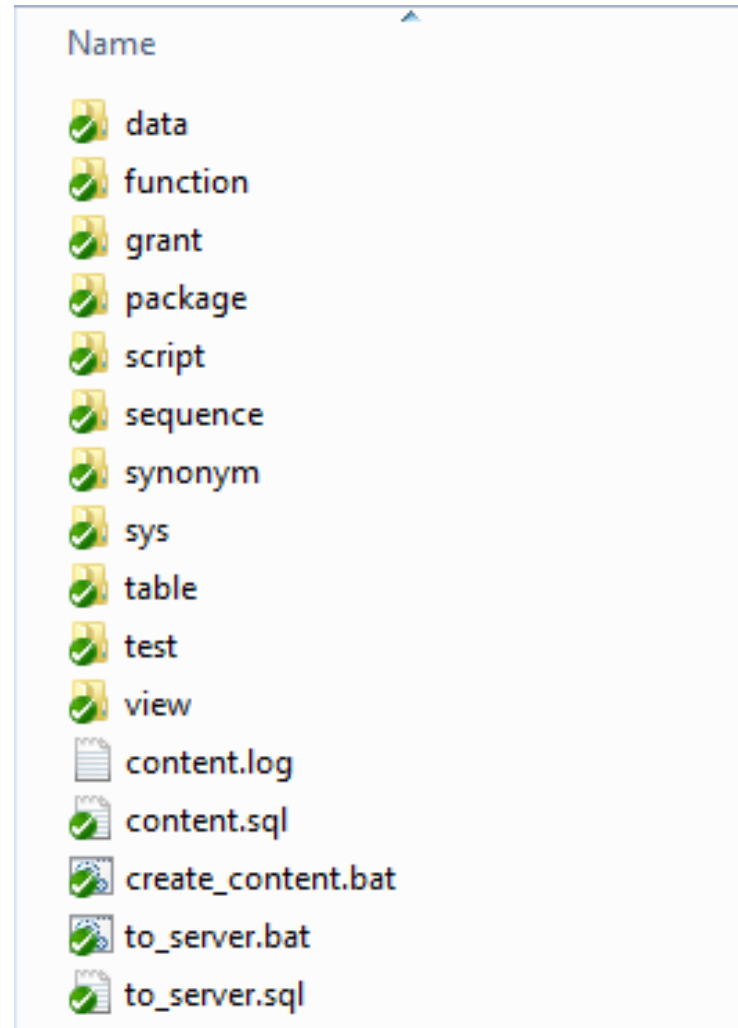 Name
data
function
grant
package
script
sequence
synonym
sys
table
test
view
content.log
content.sql
create_content.bat
to_server.bat
to_server.sql